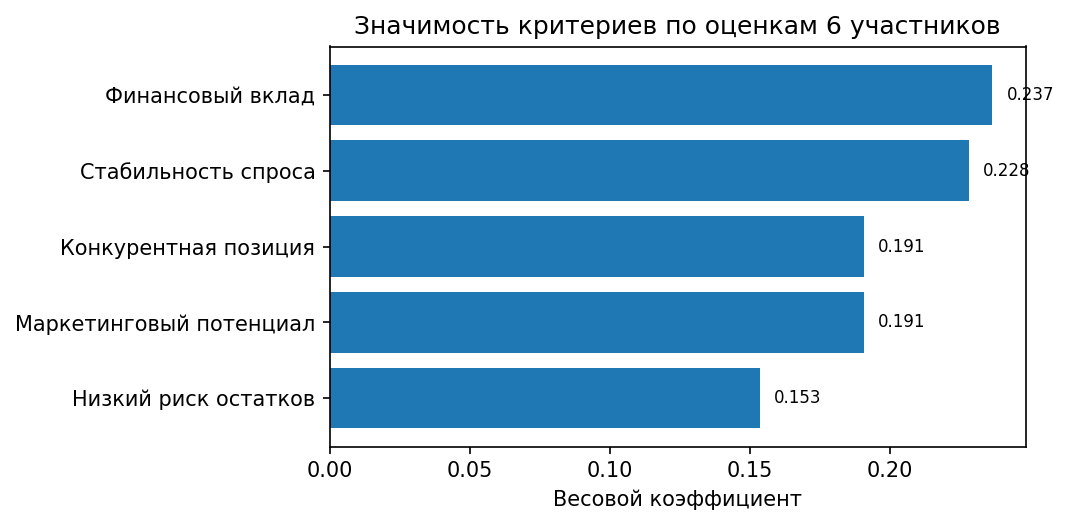 Значимость критериев по оценкам 6 участников
Финансовый вклад 0.237
Стабильность спроса 0.228
Конкурентная позиция 0.191
Маркетинговый потенциал 0.191
Низкий риск остатков 0.153
0.00 0.05 0.10 0.15 0.20
Весовой коэффициент